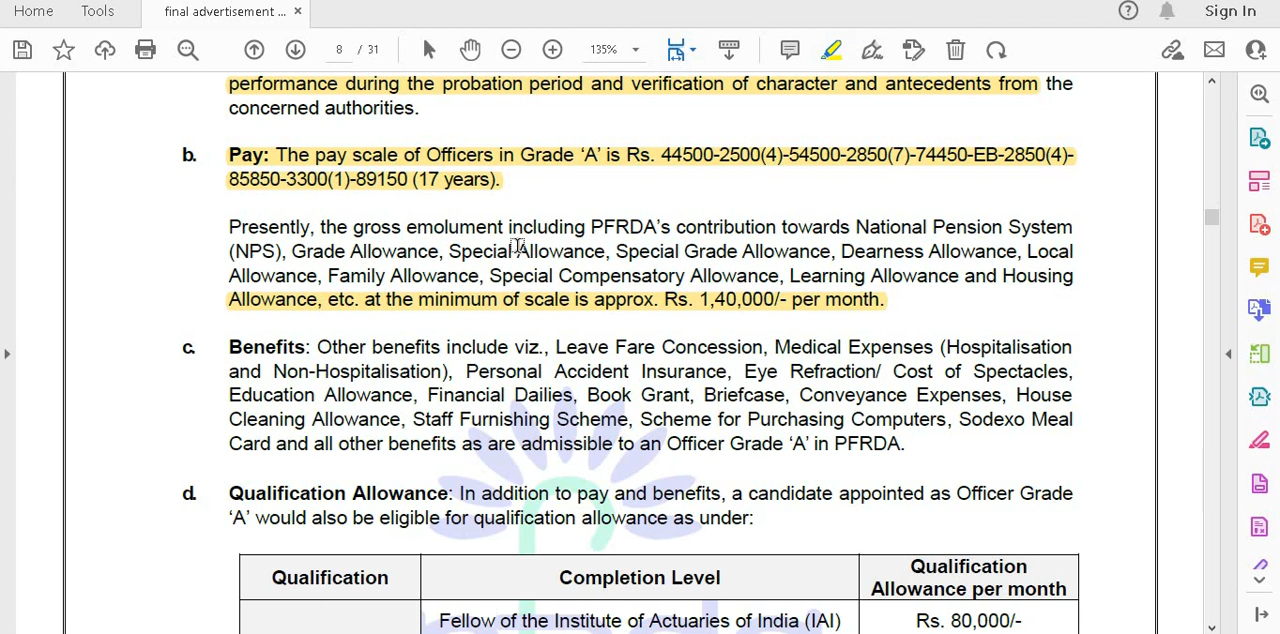 Home Tools final advertisement ... × Sign In
8 / 31 135%
performance during the probation period and verification of character and antecedents from the
concerned authorities.
b. Pay: The pay scale of Officers in Grade ‘A’ is Rs. 44500-2500(4)-54500-2850(7)-74450-EB-2850(4)-
85850-3300(1)-89150 (17 years).
Presently, the gross emolument including PFRDA’s contribution towards National Pension System
(NPS), Grade Allowance, Special Allowance, Special Grade Allowance, Dearness Allowance, Local
Allowance, Family Allowance, Special Compensatory Allowance, Learning Allowance and Housing
Allowance, etc. at the minimum of scale is approx. Rs. 1,40,000/- per month.
c. Benefits: Other benefits include viz., Leave Fare Concession, Medical Expenses (Hospitalisation
and Non-Hospitalisation), Personal Accident Insurance, Eye Refraction/ Cost of Spectacles,
Education Allowance, Financial Dailies, Book Grant, Briefcase, Conveyance Expenses, House
Cleaning Allowance, Staff Furnishing Scheme, Scheme for Purchasing Computers, Sodexo Meal
Card and all other benefits as are admissible to an Officer Grade ‘A’ in PFRDA.
d. Qualification Allowance: In addition to pay and benefits, a candidate appointed as Officer Grade
‘A’ would also be eligible for qualification allowance as under:
Qualification Completion Level Qualification
Allowance per month
Fellow of the Institute of Actuaries of India (IAI) Rs. 80,000/-